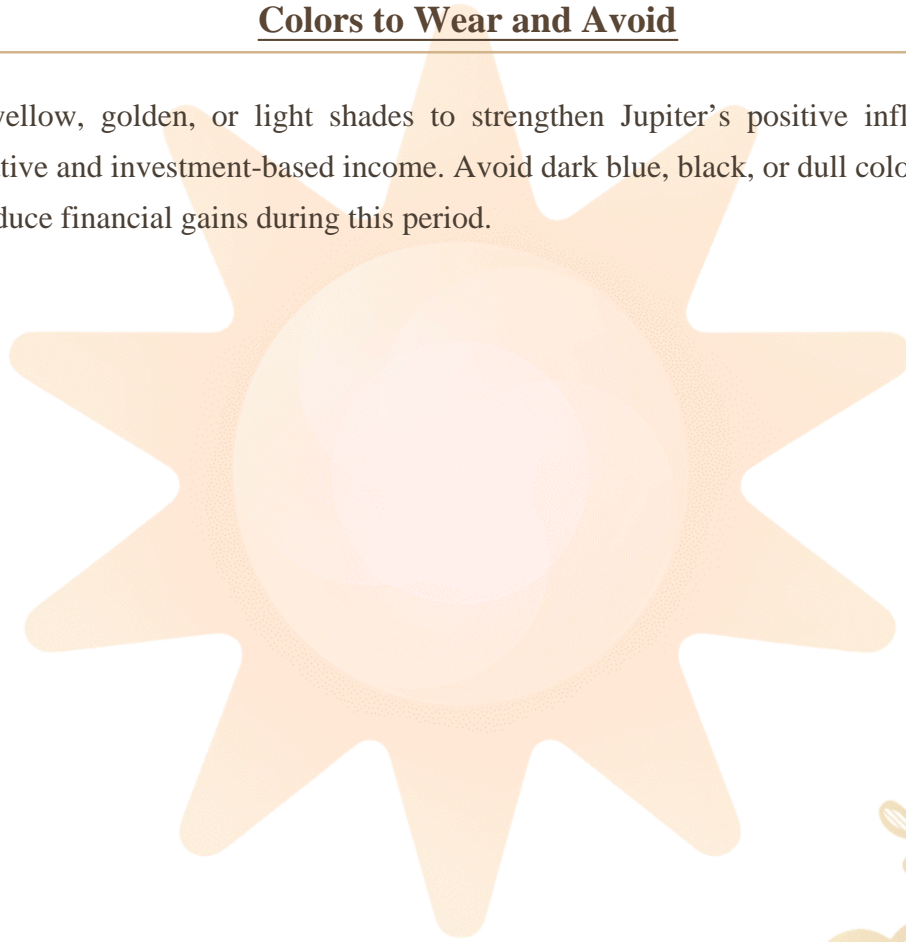 Colors to Wear and Avoid
yellow, golden, or light shades to strengthen Jupiter’s positive infl
tive and investment-based income. Avoid dark blue, black, or dull colo
duce financial gains during this period.